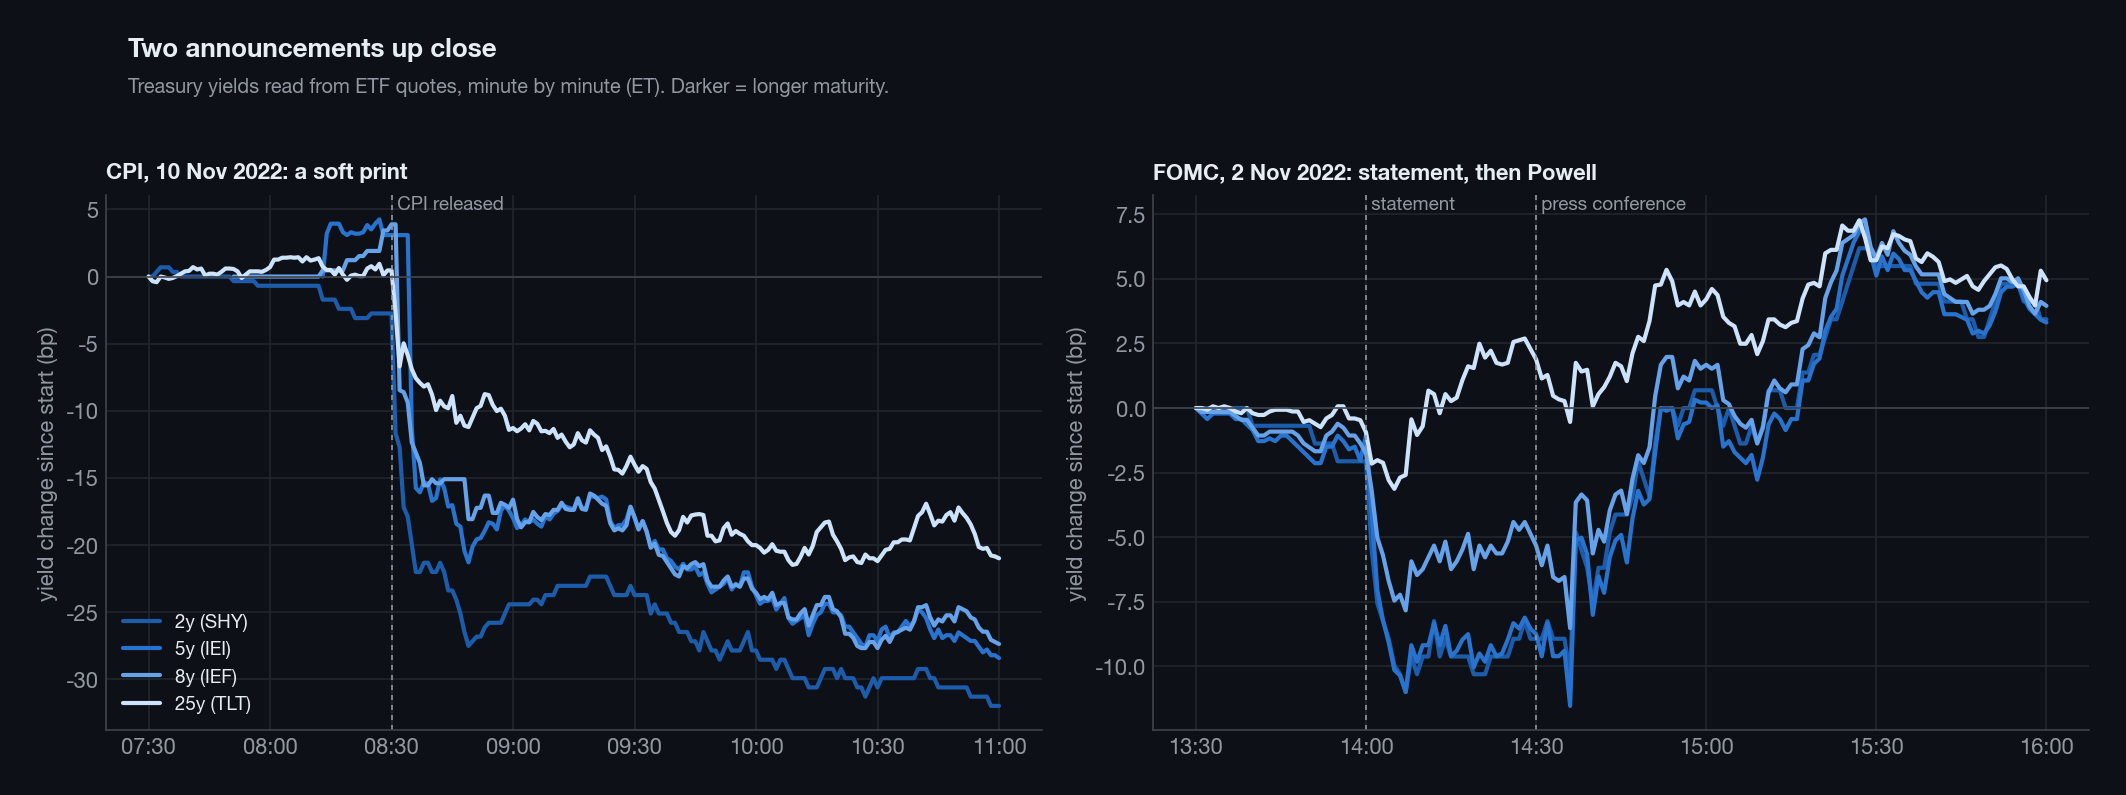 Two announcements up close
Treasury yields read from ETF quotes, minute by minute (ET). Darker = longer maturity.
CPI, 10 Nov 2022: a soft print
CPI released
5
0
-5
-10
-15
-20
-25
-30
yield change since start (bp)
2y (SHY)
5y (IEI)
8y (IEF)
25y (TLT)
07:30 08:00 08:30 09:00 09:30 10:00 10:30 11:00
FOMC, 2 Nov 2022: statement, then Powell
statement press conference
7.5
5.0
2.5
0.0
-2.5
-5.0
-7.5
-10.0
yield change since start (bp)
13:30 14:00 14:30 15:00 15:30 16:00